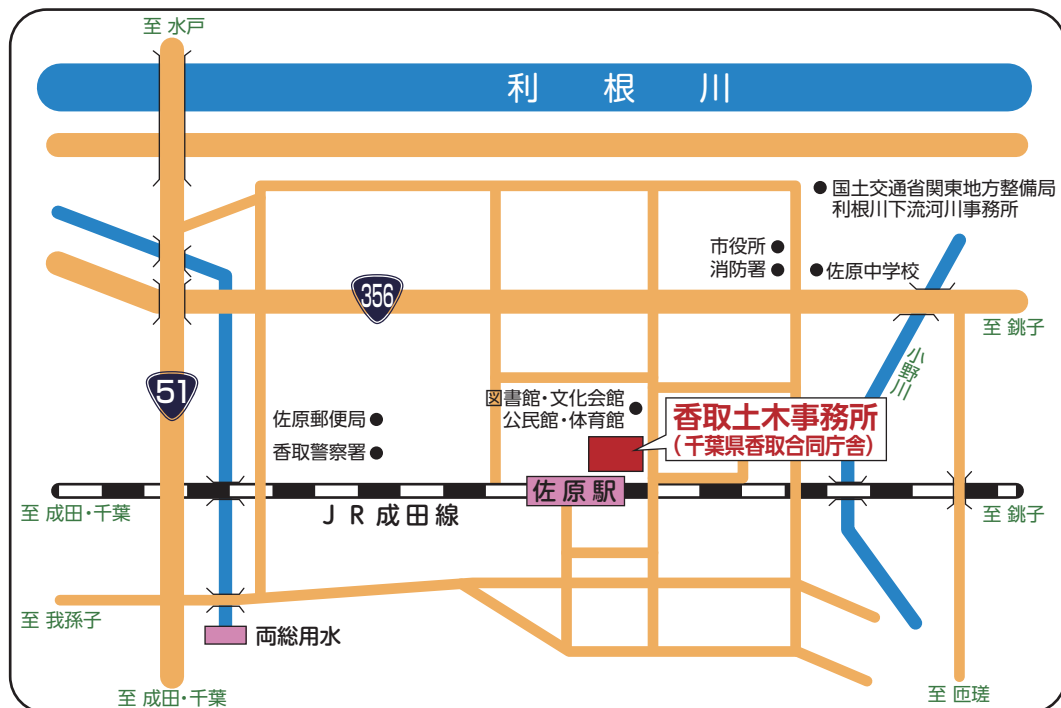 至 水戸
利根川
国土交通省関東地方整備局
利根川下流河川事務所
市役所
消防署
佐原中学校
356
至 銚子
小野川
51
図書館・文化会館
公民館・体育館
香取土木事務所
(千葉県香取合同庁舎)
佐原郵便局
香取警察署
佐原駅
至 成田・千葉
JR成田線
至 銚子
至 我孫子
両総用水
至 成田・千葉
至 匝瑳